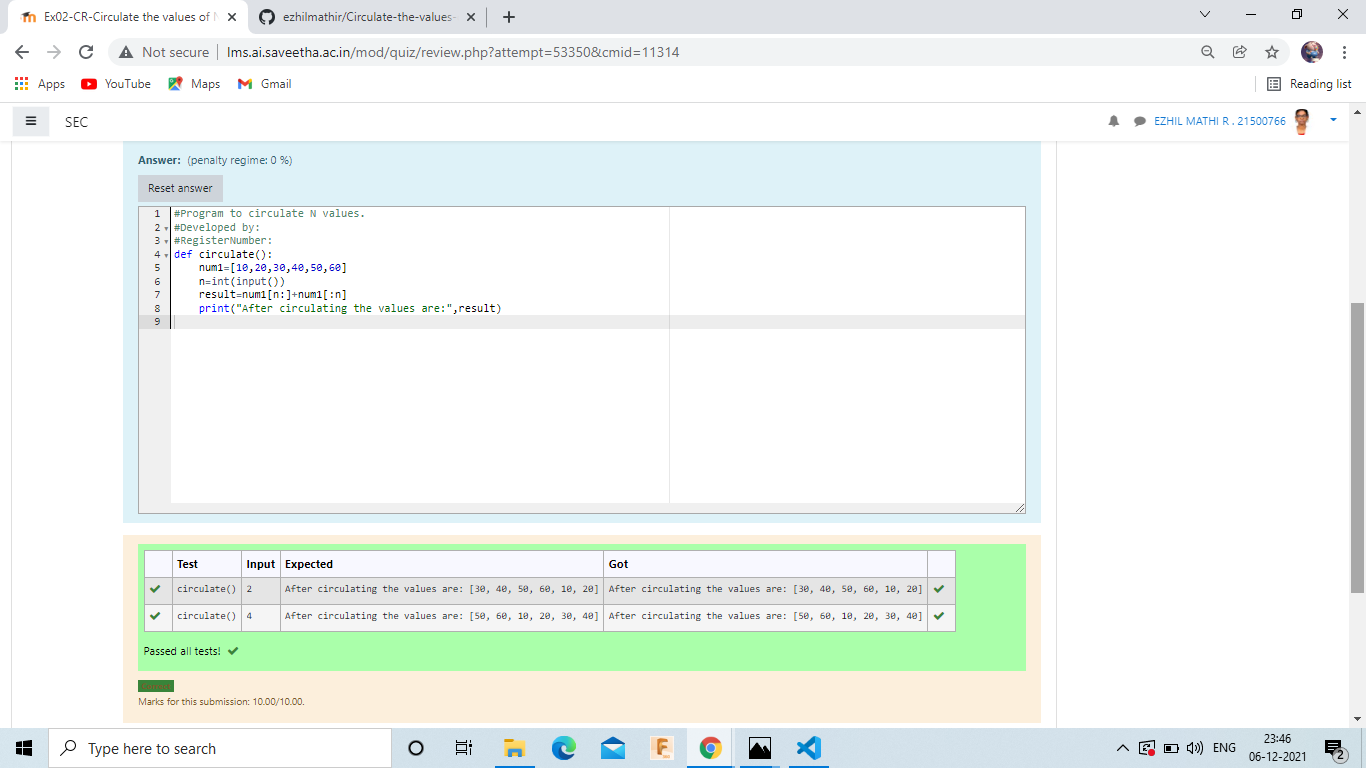 Ex02-CR-Circulate the values of N
ezhilmathir/Circulate-the-values-
Not secure
lms.ai.saveetha.ac.in/mod/quiz/review.php?attempt=53350&cmid=11314
Apps
YouTube
Maps
Gmail
Reading list
SEC
EZHIL MATHI R . 21500766
Answer: (penalty regime: 0 %)
Reset answer
1 #Program to circulate N values.
2 #Developed by:
3 #RegisterNumber:
4 def circulate():
5 num1=[10,20,30,40,50,60]
6 n=int(input())
7 result=num1[n:]+num1[:n]
8 print("After circulating the values are:",result)
9
Test Input Expected Got
circulate() 2 After circulating the values are: [30, 40, 50, 60, 10, 20] After circulating the values are: [30, 40, 50, 60, 10, 20]
circulate() 4 After circulating the values are: [50, 60, 10, 20, 30, 40] After circulating the values are: [50, 60, 10, 20, 30, 40]
Passed all tests!
Marks for this submission: 10.00/10.00.
Type here to search
ENG
23:46
06-12-2021
2